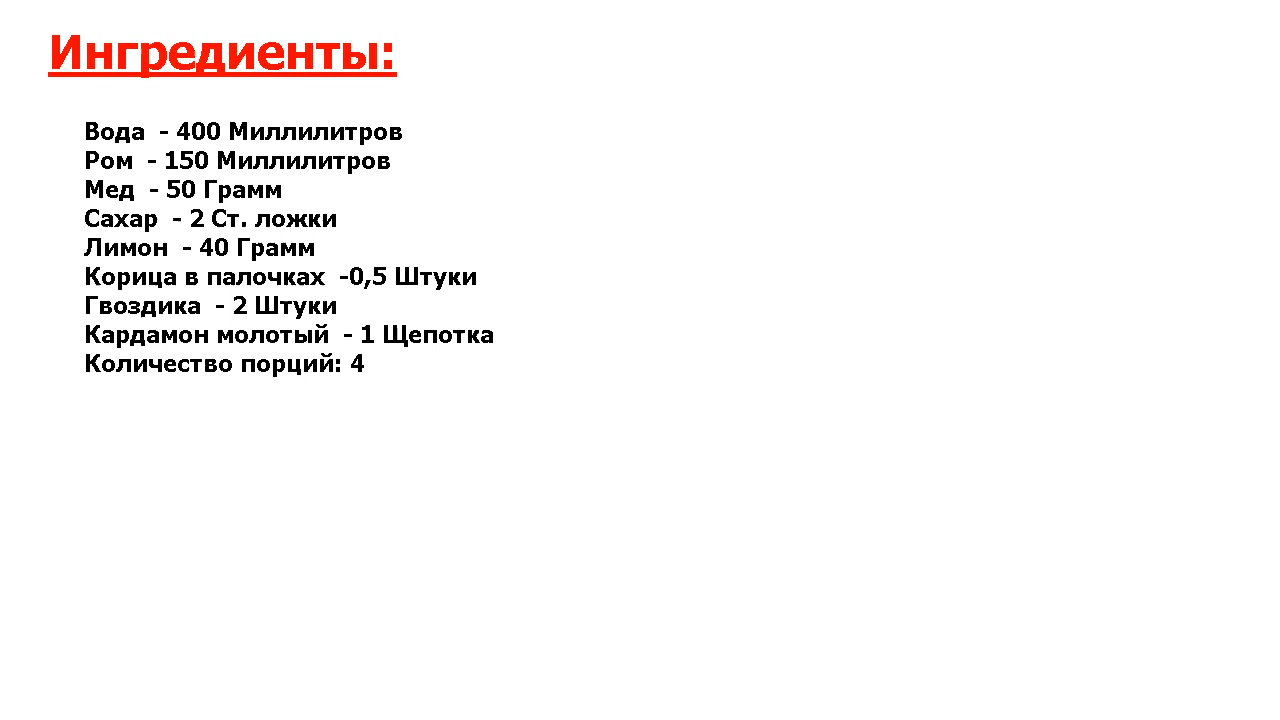 Ингредиенты:
Вода - 400 Миллилитров
Ром - 150 Миллилитров
Мед - 50 Грамм
Сахар - 2 Ст. ложки
Лимон - 40 Грамм
Корица в палочках -0,5 Штуки
Гвоздика - 2 Штуки
Кардамон молотый - 1 Щепотка
Количество порций: 4